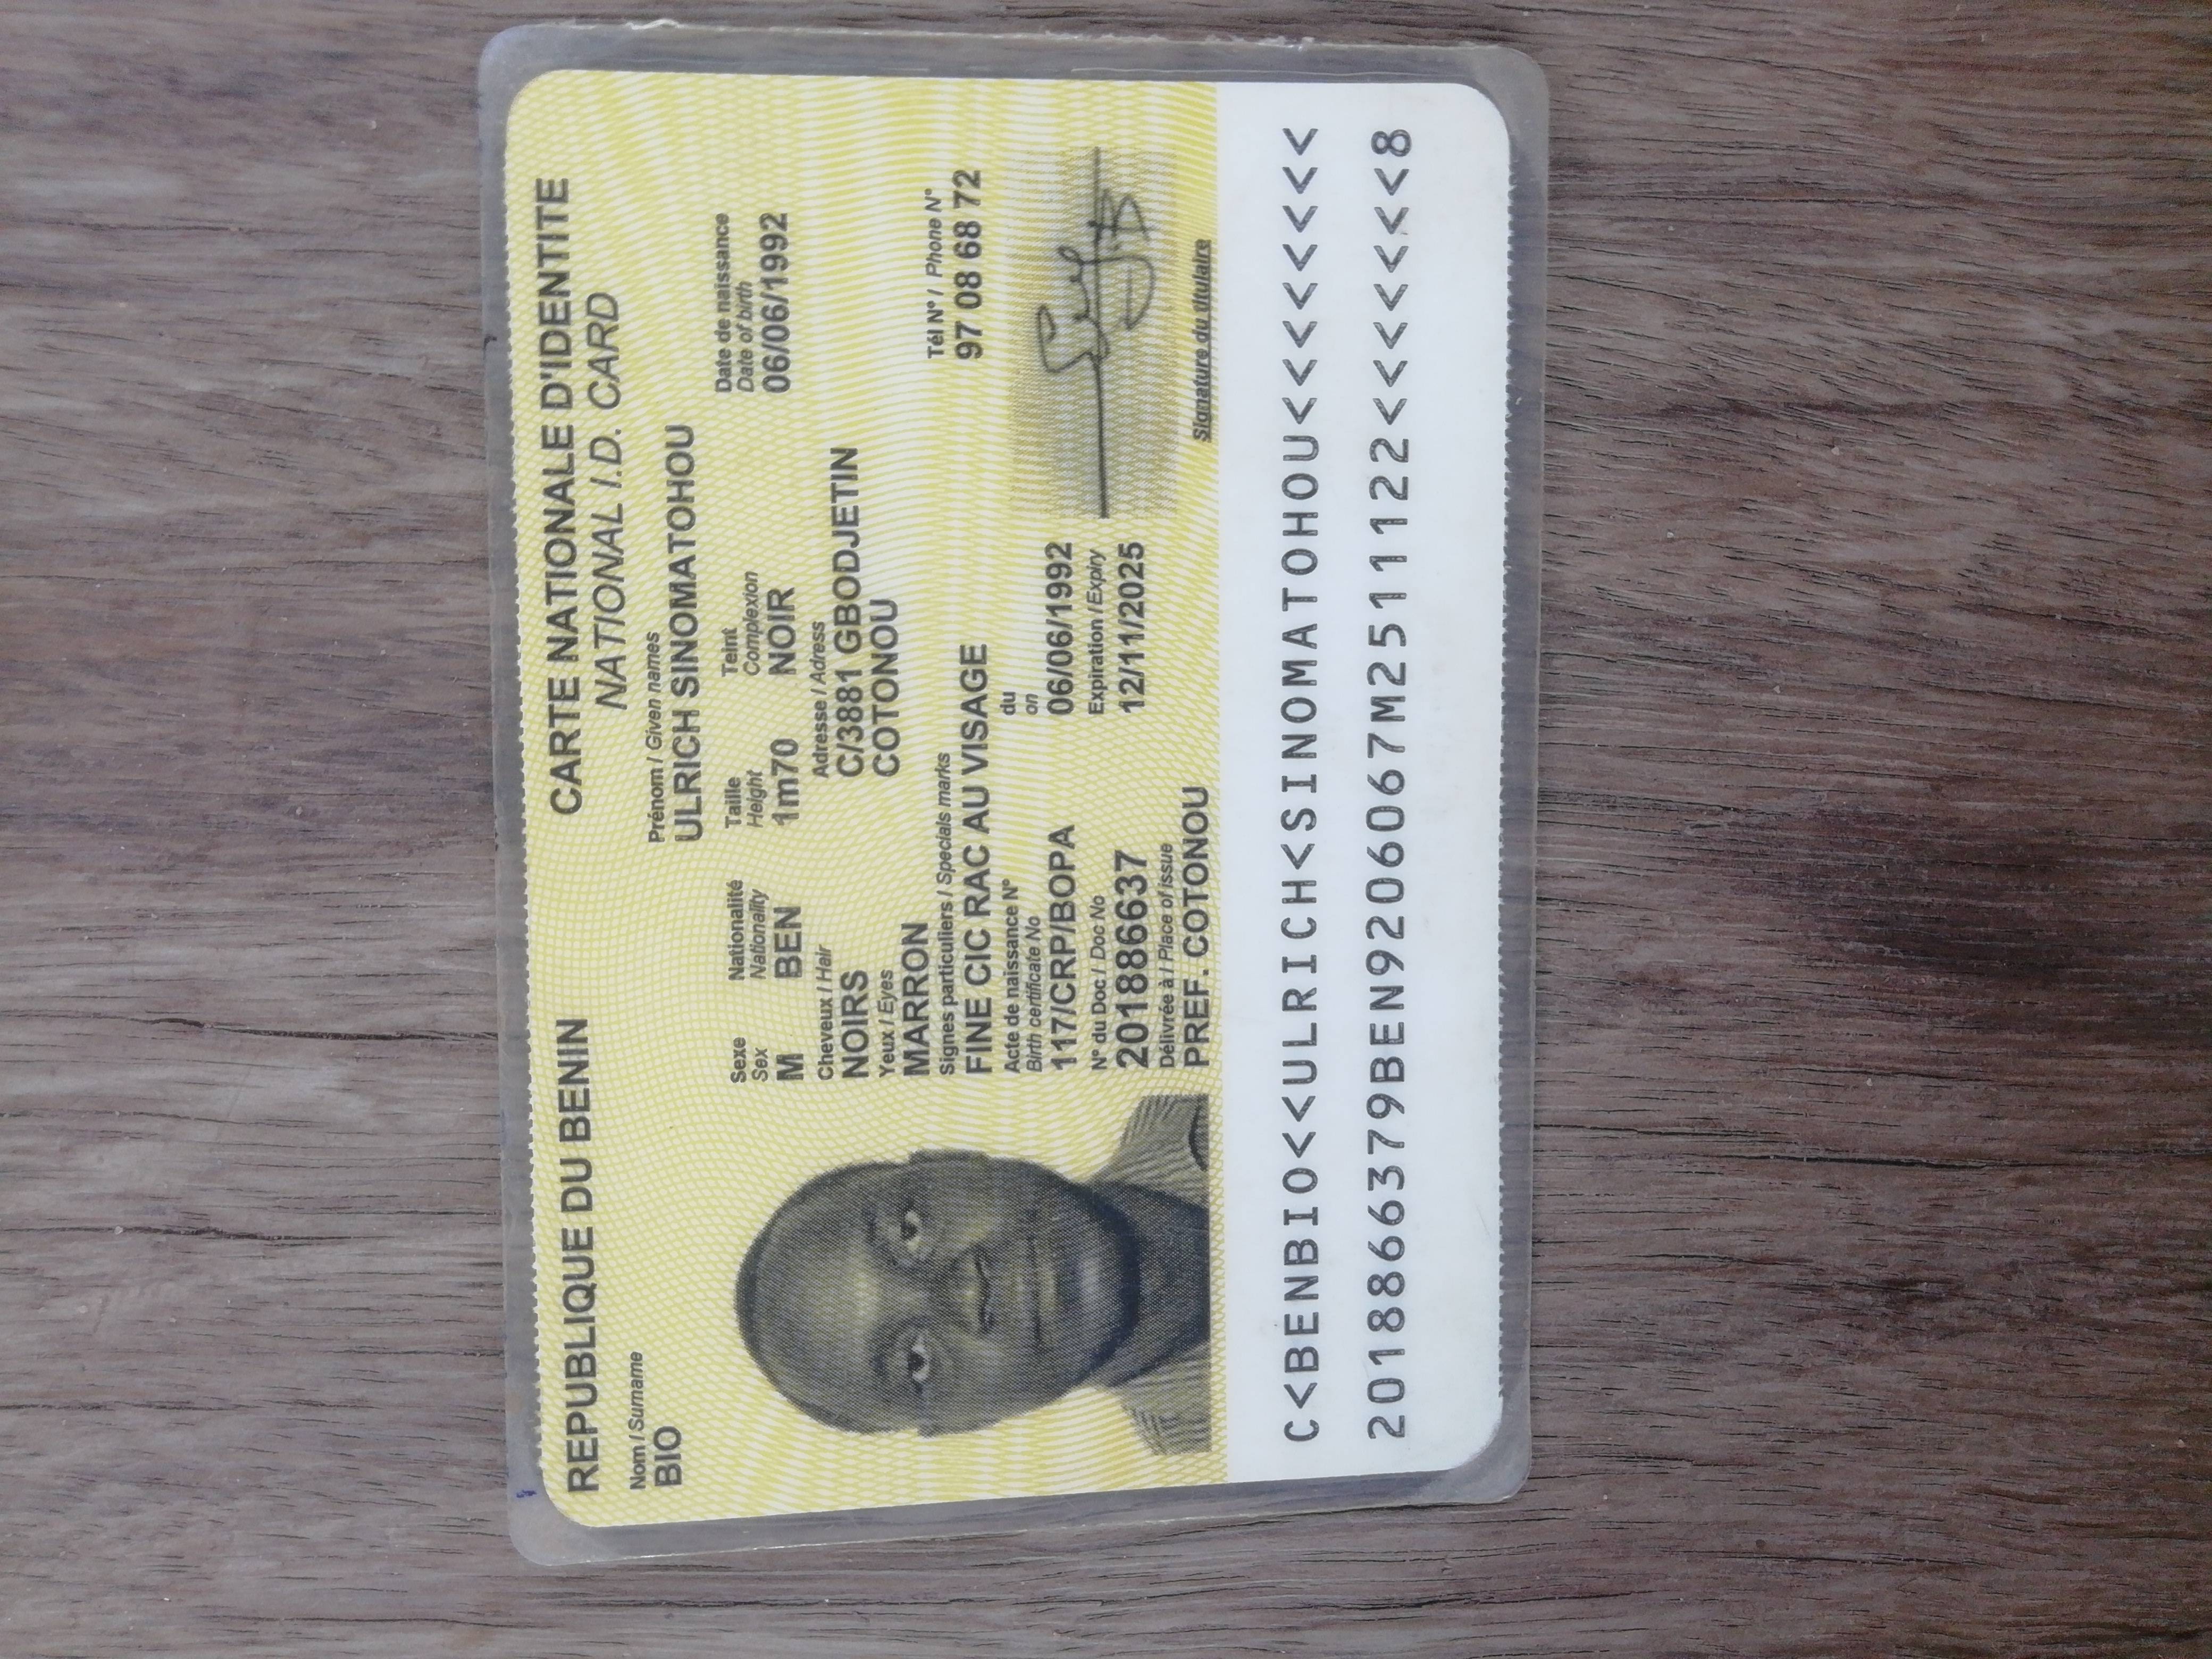 REPUBLIQUE DU BENIN
CARTE NATIONALE D'IDENTITE
NATIONAL I.D. CARD
Nom / Surname
BIO
Prénom / Given names
ULRICH SINOMATOHOU
Sexe
Sex
M
Nationalité
Nationality
BEN
Taille
Height
1m70
Teint
Complexion
NOIR
Date de naissance
Date of birth
06/06/1992
Cheveux / Hair
NOIRS
Adresse / Adress
C/3881 GBODJETIN
COTONOU
Yeux / Eyes
MARRON
Signes particuliers / Specials marks
FINE CIC RAC AU VISAGE
Tél N° / Phone N°
97 08 68 72
Acte de naissance N°
Birth certificate No
117/CRP/BOPA
du
on
06/06/1992
N° du Doc / Doc No
2018866637
Expiration / Expiry
12/11/2025
Délivrée à / Place of issue
PREF. COTONOU
Signature du titulaire
C<BENBIO<<ULRICH<SINOMATOHOU<<<<<<<<
20188663379BEN9206067M2511122<<<<<<<8